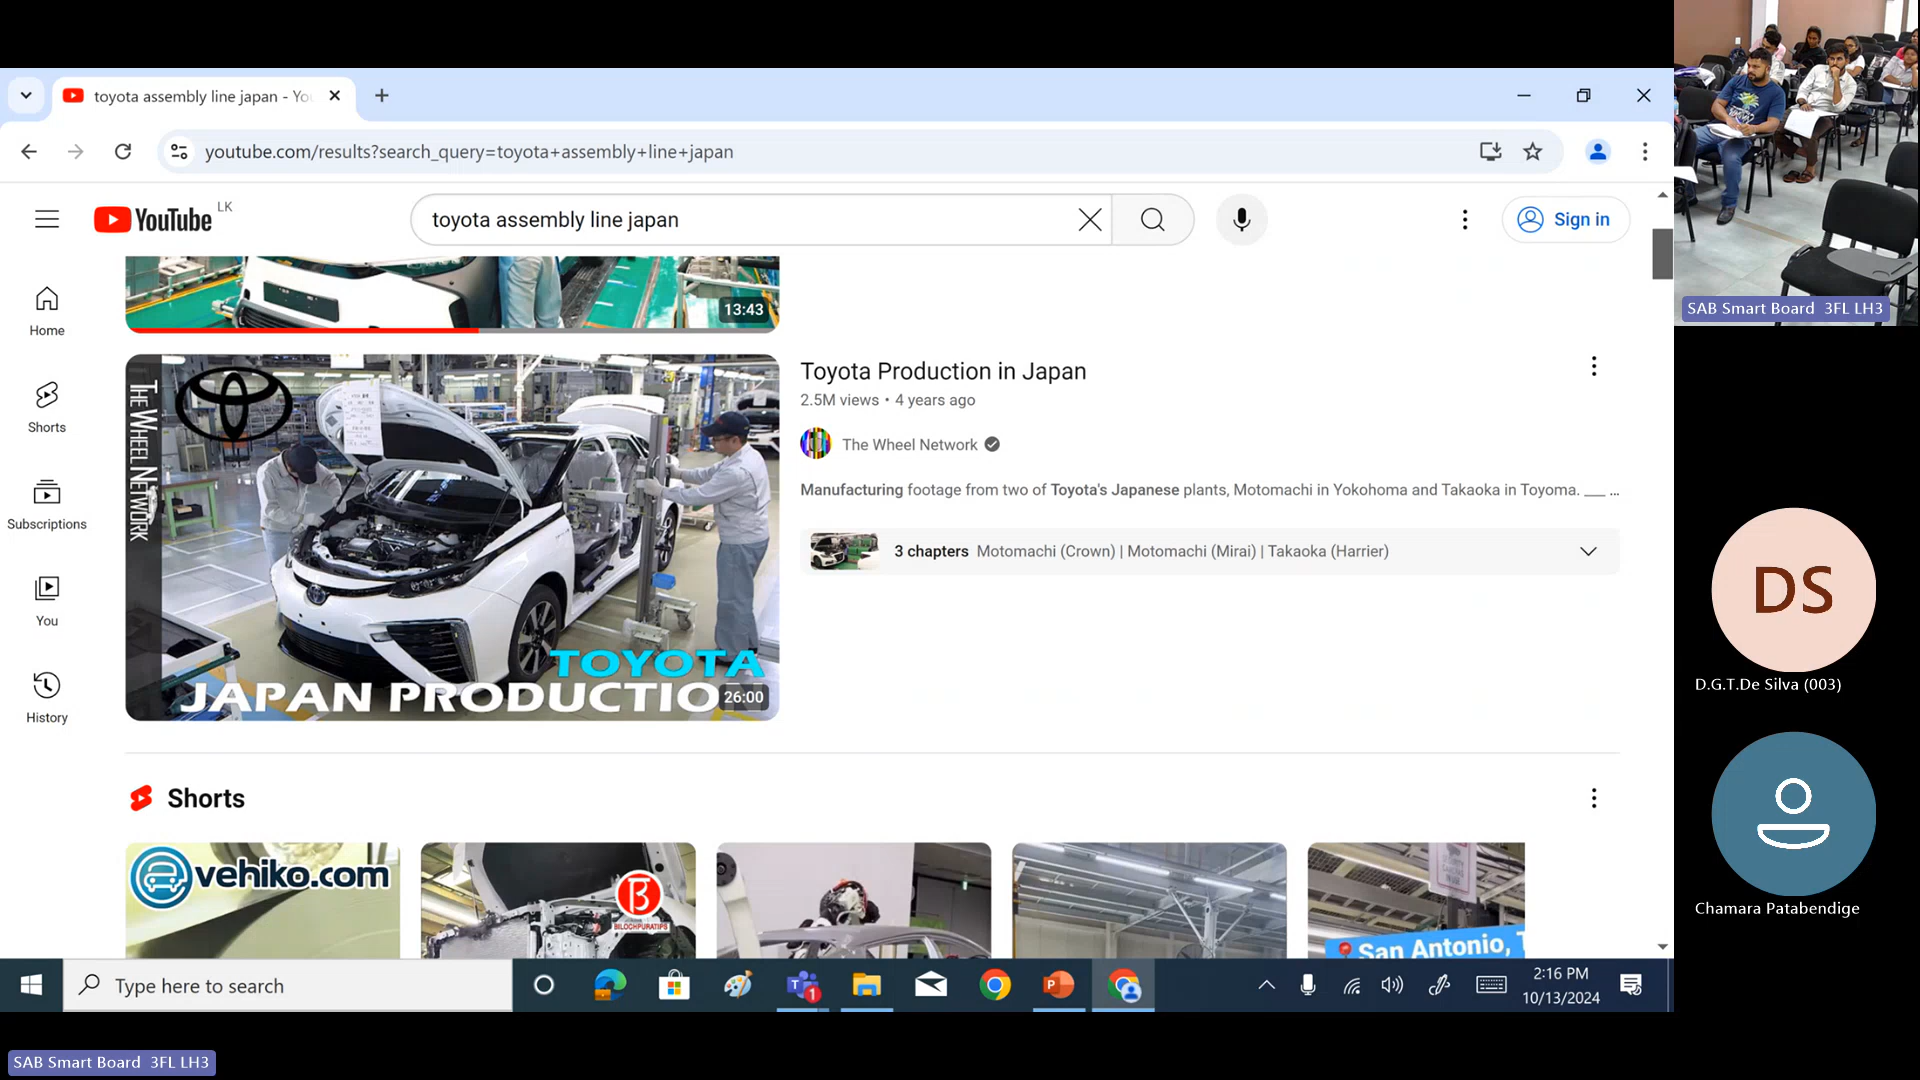 toyota assembly line japan - You
youtube.com/results?search_query=toyota+assembly+line+japan
YouTube LK
toyota assembly line japan
Sign in
Home
Shorts
Subscriptions
You
History
13:43
THE WHEEL NETWORK
TOYOTA
JAPAN PRODUCTIO
26:00
Toyota Production in Japan
2.5M views • 4 years ago
The Wheel Network
Manufacturing footage from two of Toyota's Japanese plants, Motomachi in Yokohoma and Takaoka in Toyoma. ___ ...
3 chapters Motomachi (Crown) | Motomachi (Mirai) | Takaoka (Harrier)
Shorts
vehiko.com
B
BILOCHPURATIPS
San Antonio, T
Type here to search
T 1
P
2:16 PM
10/13/2024
SAB Smart Board 3FL LH3
DS
D.G.T.De Silva (003)
Chamara Patabendige
SAB Smart Board 3FL LH3